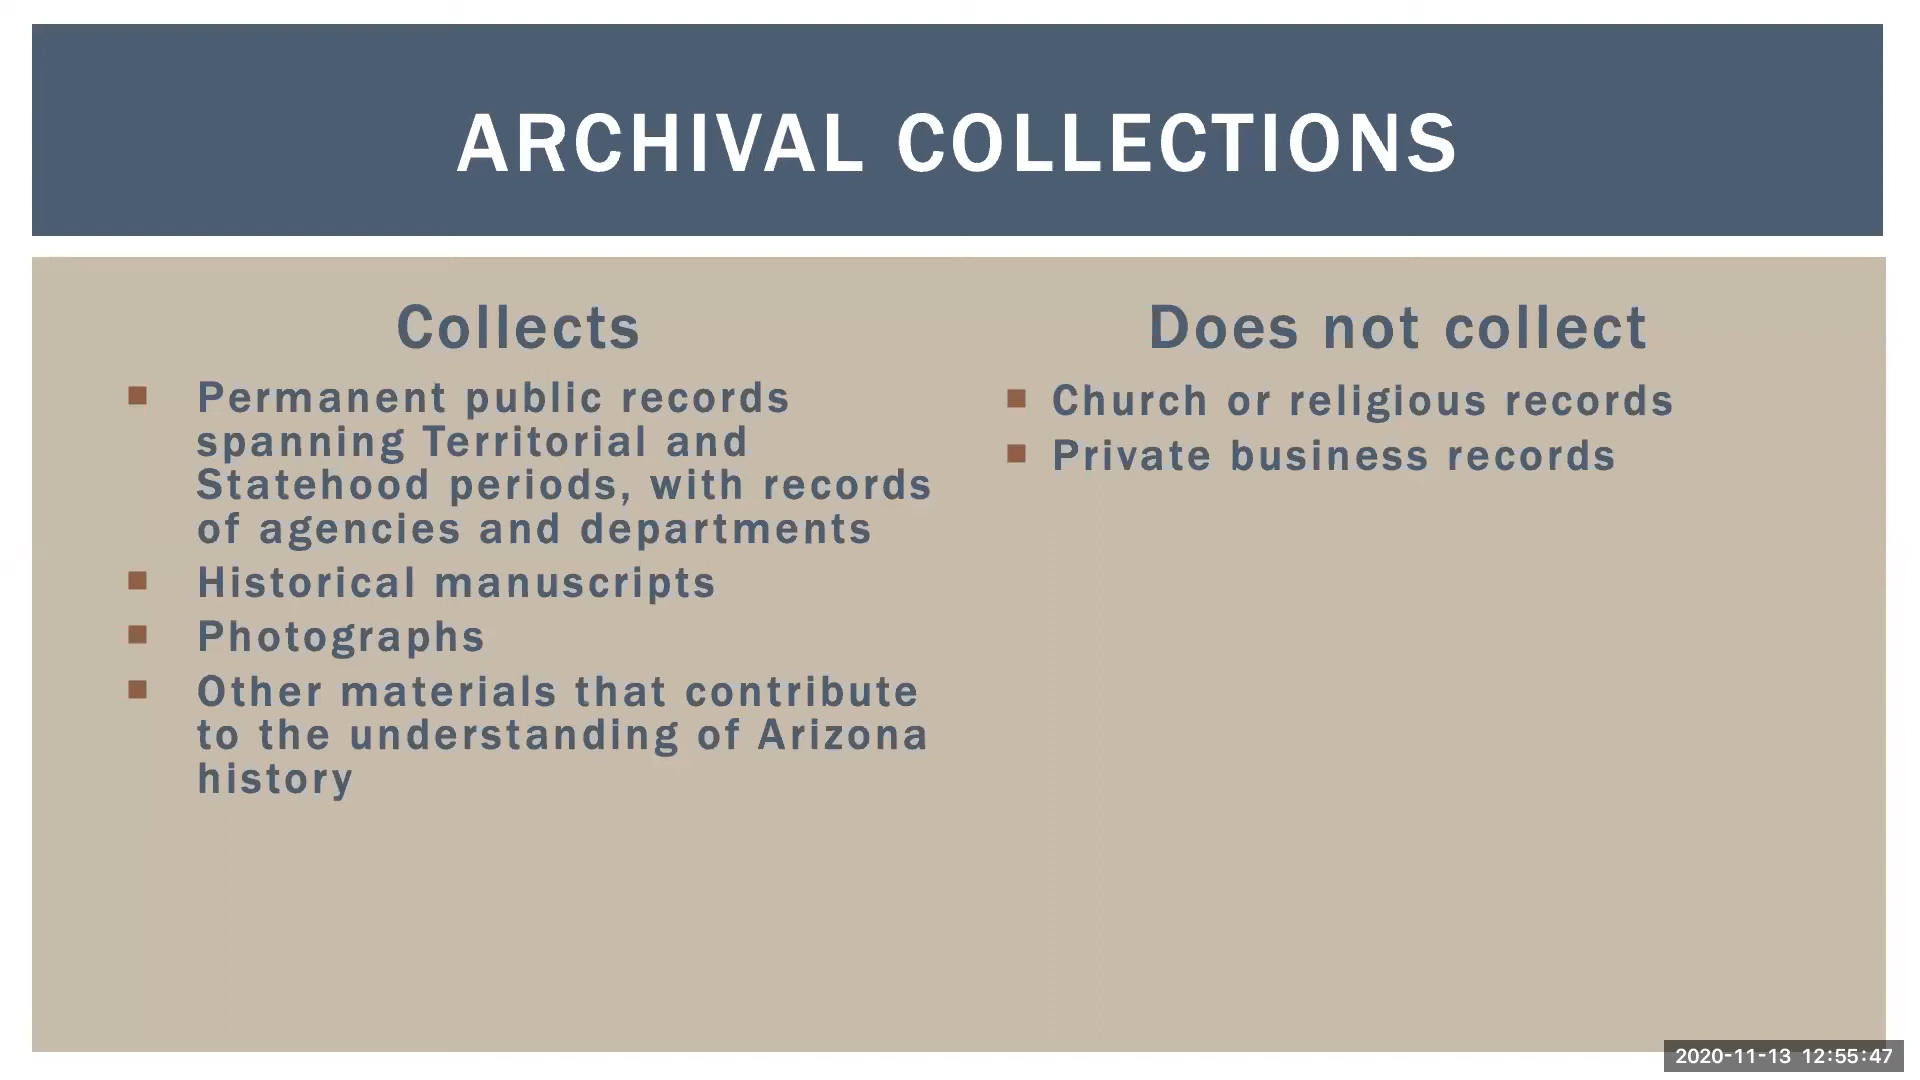 ARCHIVAL COLLECTIONS
Collects
Permanent public records
spanning Territorial and
Statehood periods, with records
of agencies and departments
Historical manuscripts
Photographs
Other materials that contribute
to the understanding of Arizona
history
Does not collect
Church or religious records
Private business records
2020-11-13 12:55:47